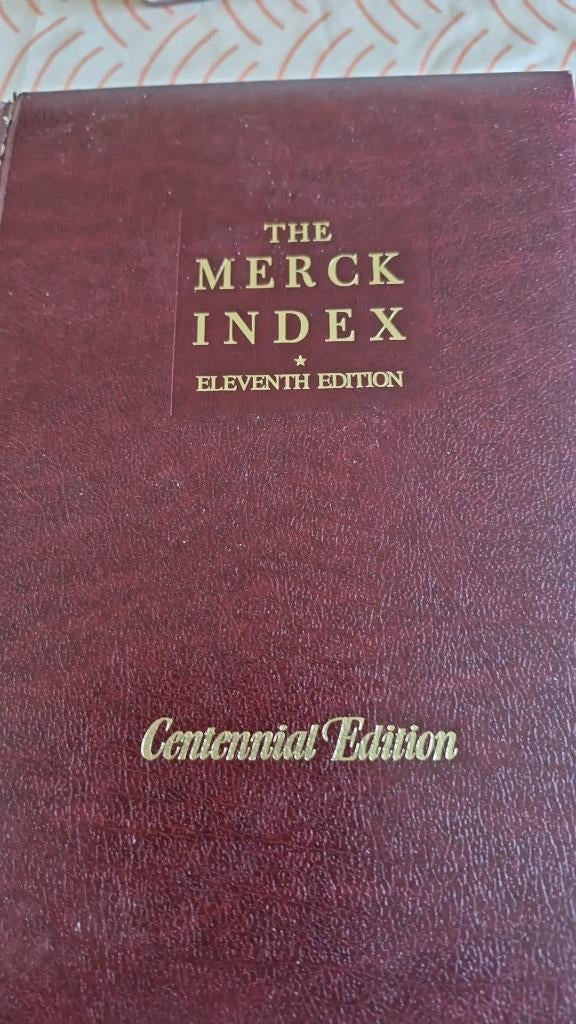 THE
MERCK
INDEX
ELEVENTH EDITION
Centennial Edition